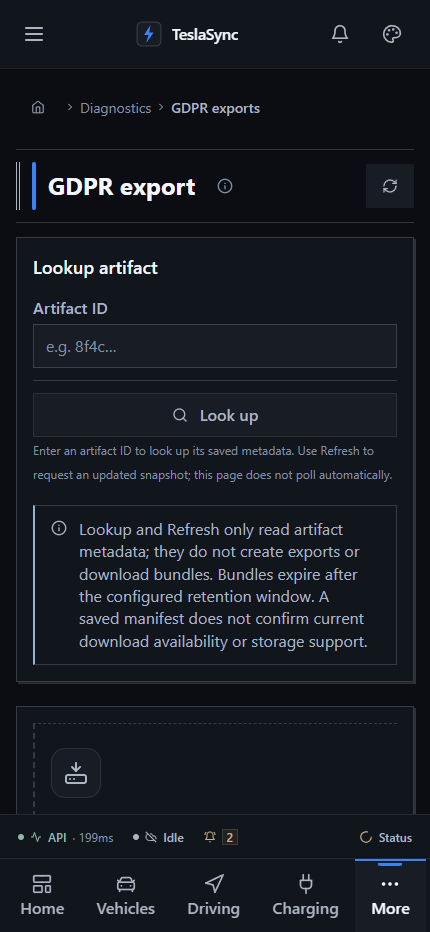 TeslaSync
Diagnostics
GDPR exports
GDPR export
Lookup artifact
Artifact ID
e.g. 8f4c...
Look up
Enter an artifact ID to look up its saved metadata. Use Refresh to
request an updated snapshot; this page does not poll automatically.
Lookup and Refresh only read artifact
metadata; they do not create exports or
download bundles. Bundles expire after
the configured retention window. A
saved manifest does not confirm current
download availability or storage support.
API · 199ms
Idle
2
Status
Home
Vehicles
Driving
Charging
More